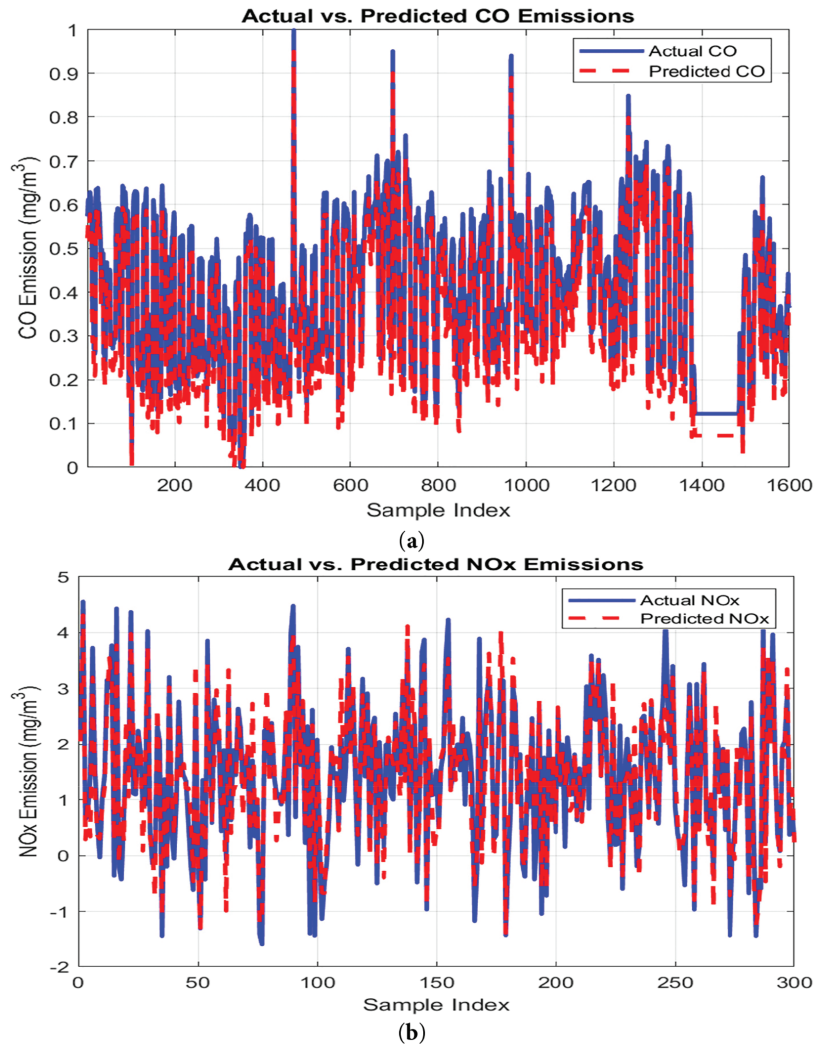 Actual vs. Predicted CO Emissions
1
0.9
0.8
0.7
0.6
0.5
0.4
0.3
0.2
0.1
0
CO Emission (mg/m³)
Actual CO
Predicted CO
200 400 600 800 1000 1200 1400 1600
Sample Index
(a)
Actual vs. Predicted NOx Emissions
5
4
3
2
1
0
-1
-2
NOx Emission (mg/m³)
Actual NOx
Predicted NOx
0 50 100 150 200 250 300
Sample Index
(b)